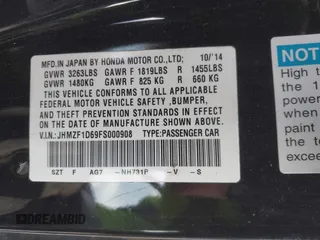 MFD.IN JAPAN BY HONDA MOTOR CO.,LTD; 10/'14
GVWR 3263LBS GAWR F 1819LBS R 1455LBS
GVWR 1480KG GAWR F 825 KG R 660 KG
THIS VEHICLE CONFORMS TO ALL APPLICABLE
FEDERAL MOTOR VEHICLE SAFETY ,BUMPER,
AND THEFT PREVENTION STANDARDS IN EFFECT
ON THE DATE OF MANUFACTURE SHOWN ABOVE.
V.I.N.: JHMZF1D69FS000908 TYPE:PASSENGER CAR
SZT F AG7 -NH731P- -V -S
NOT
High t
the 1
power
when
paint
the to
excee
DREAMBID